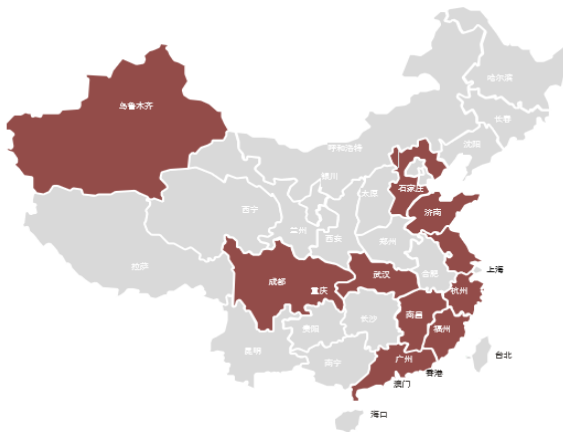 哈尔滨
乌鲁木齐
长春
沈阳
呼和浩特
银川
石家庄
太原
西宁
济南
兰州
西安
郑州
拉萨
上海
合肥
成都
武汉
重庆
杭州
南昌
长沙
福州
贵阳
昆明
台北
广州
南宁
香港
澳门
海口